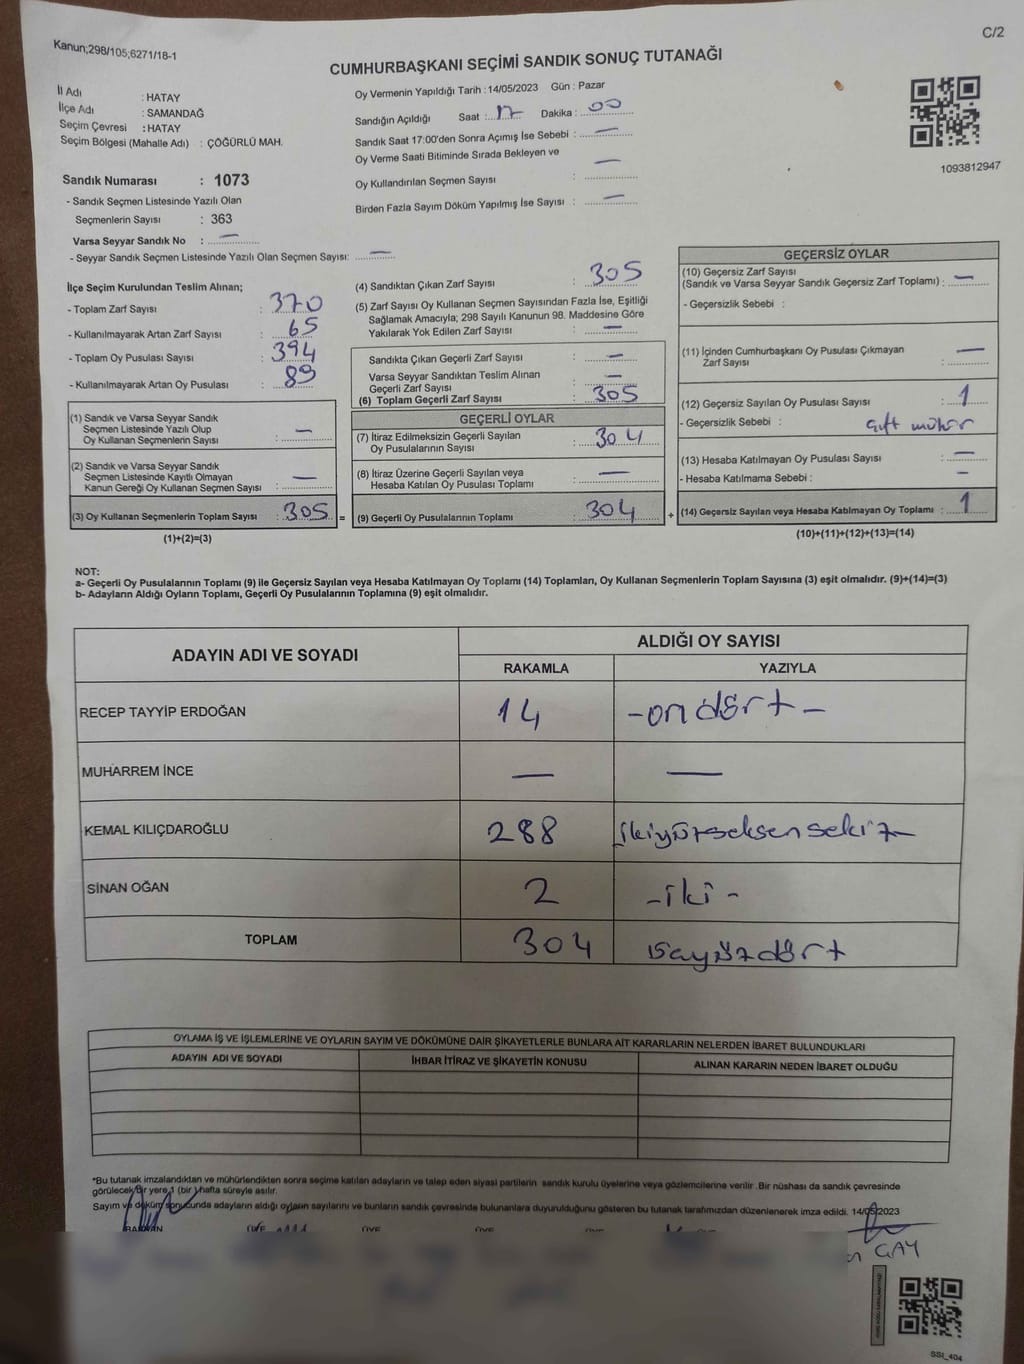 Kanun;298/105;6271/18-1
C/2
CUMHURBAŞKANI SEÇİMİ SANDIK SONUÇ TUTANAĞI
İl Adı : HATAY
İlçe Adı : SAMANDAĞ
Seçim Çevresi : HATAY
Seçim Bölgesi (Mahalle Adı) : ÇÖĞÜRLÜ MAH.
Sandık Numarası : 1073
- Sandık Seçmen Listesinde Yazılı Olan
Seçmenlerin Sayısı : 363
Varsa Seyyar Sandık No : —
- Seyyar Sandık Seçmen Listesinde Yazılı Olan Seçmen Sayısı: —
Oy Vermenin Yapıldığı Tarih : 14/05/2023 Gün : Pazar
Sandığın Açıldığı Saat : 17 Dakika : 00
Sandık Saat 17:00'den Sonra Açımış İse Sebebi : —
Oy Verme Saati Bitiminde Sırada Bekleyen ve
Oy Kullandırılan Seçmen Sayısı : —
Birden Fazla Sayım Döküm Yapılmış İse Sayısı : —
1093812947
İlçe Seçim Kurulundan Teslim Alınan;
- Toplam Zarf Sayısı : 370
- Kullanılmayarak Artan Zarf Sayısı : 65
- Toplam Oy Pusulası Sayısı : 394
- Kullanılmayarak Artan Oy Pusulası : 89
(1) Sandık ve Varsa Seyyar Sandık
Seçmen Listesinde Yazılı Olup
Oy Kullanan Seçmenlerin Sayısı : —
(2) Sandık ve Varsa Seyyar Sandık
Seçmen Listesinde Kayıtlı Olmayan
Kanun Gereği Oy Kullanan Seçmen Sayısı : —
(3) Oy Kullanan Seçmenlerin Toplam Sayısı : 305 =
(1)+(2)=(3)
(4) Sandıktan Çıkan Zarf Sayısı : 305
(5) Zarf Sayısı Oy Kullanan Seçmen Sayısından Fazla İse, Eşitliği
Sağlamak Amacıyla; 298 Sayılı Kanunun 98. Maddesine Göre
Yakılarak Yok Edilen Zarf Sayısı : —
Sandıkta Çıkan Geçerli Zarf Sayısı : —
Varsa Seyyar Sandıktan Teslim Alınan
Geçerli Zarf Sayısı : —
(6) Toplam Geçerli Zarf Sayısı : 305
GEÇERLİ OYLAR
(7) İtiraz Edilmeksizin Geçerli Sayılan
Oy Pusulalarının Sayısı : 304
(8) İtiraz Üzerine Geçerli Sayılan veya
Hesaba Katılan Oy Pusulası Toplamı : —
(9) Geçerli Oy Pusulalarının Toplamı : 304 +
GEÇERSİZ OYLAR
(10) Geçersiz Zarf Sayısı
(Sandık ve Varsa Seyyar Sandık Geçersiz Zarf Toplamı) : —
- Geçersizlik Sebebi :
(11) İçinden Cumhurbaşkanı Oy Pusulası Çıkmayan
Zarf Sayısı : —
(12) Geçersiz Sayılan Oy Pusulası Sayısı : 1
- Geçersizlik Sebebi : çift mühür
(13) Hesaba Katılmayan Oy Pusulası Sayısı : —
- Hesaba Katılmama Sebebi : —
(14) Geçersiz Sayılan veya Hesaba Katılmayan Oy Toplamı : 1
(10)+(11)+(12)+(13)=(14)
NOT:
a- Geçerli Oy Pusulalarının Toplamı (9) ile Geçersiz Sayılan veya Hesaba Katılmayan Oy Toplamı (14) Toplamları, Oy Kullanan Seçmenlerin Toplam Sayısına (3) eşit olmalıdır. (9)+(14)=(3)
b- Adayların Aldığı Oyların Toplamı, Geçerli Oy Pusulalarının Toplamına (9) eşit olmalıdır.
ADAYIN ADI VE SOYADI ALDIĞI OY SAYISI
RAKAMLA YAZIYLA
RECEP TAYYİP ERDOĞAN 14 -on dört-
MUHARREM İNCE — —
KEMAL KILIÇDAROĞLU 288 ikiyüzseksensekiz-
SİNAN OĞAN 2 -iki-
TOPLAM 304 üçyüzdört
OYLAMA İŞ VE İŞLEMLERİNE VE OYLARIN SAYIM VE DÖKÜMÜNE DAİR ŞİKAYETLERLE BUNLARA AİT KARARLARIN NELERDEN İBARET BULUNDUKLARI
ADAYIN ADI VE SOYADI İHBAR İTİRAZ VE ŞİKAYETİN KONUSU ALINAN KARARIN NEDEN İBARET OLDUĞU
*Bu tutanak imzalandıktan ve mühürlendikten sonra seçime katılan adayların ve talep eden siyasi partilerin sandık kurulu üyelerine veya gözlemcilerine verilir .Bir nüshası da sandık çevresinde
görülecek bir yere 1 (bir ) hafta süreyle asılır.
Sayım ve döküm sonucunda adayların aldığı oyların sayılarını ve bunların sandık çevresinde bulunanlara duyurulduğunu gösteren bu tutanak tarafımızdan düzenlenerek imza edildi. 14/05/2023
BAŞKAN ÜYE ÜYE ÜYE ÜYE
GAY
SSI_404